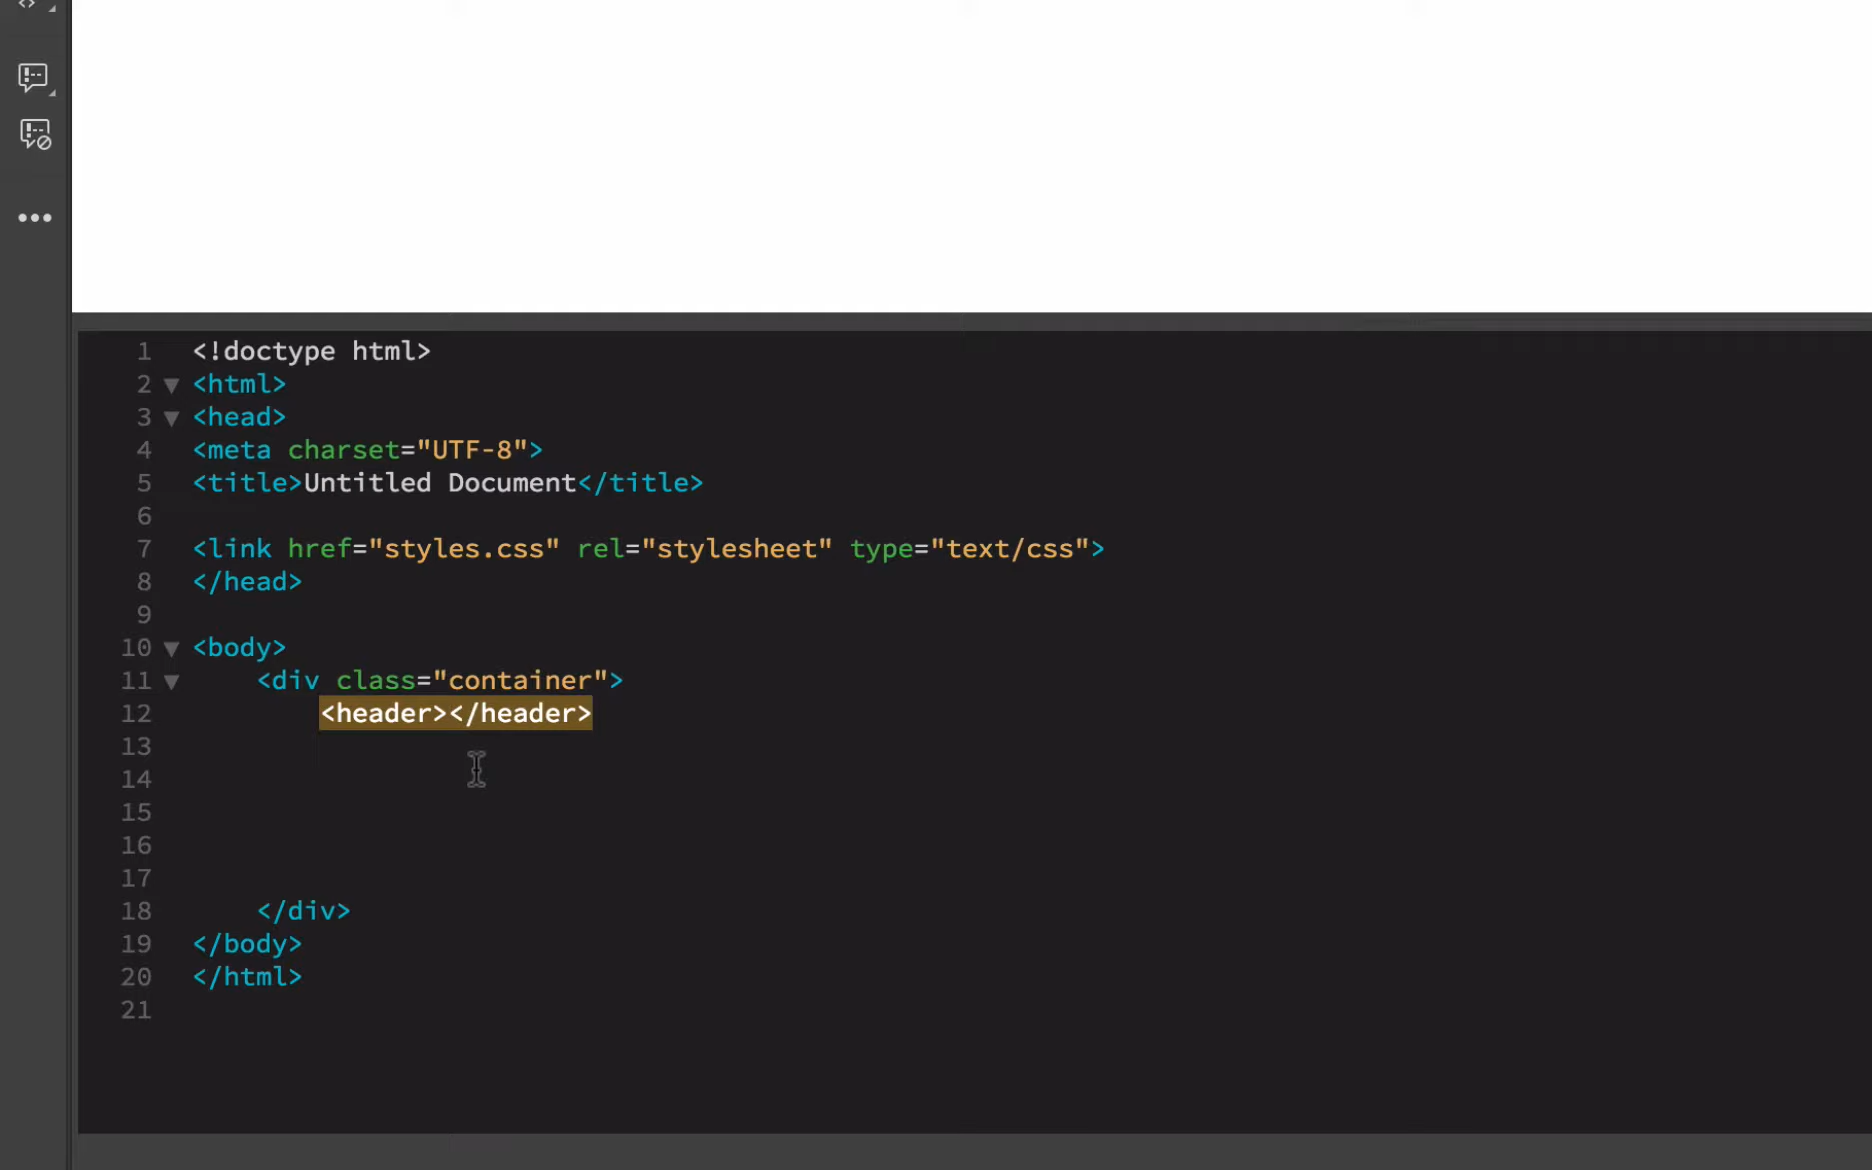 1 <!doctype html>
2 <html>
3 <head>
4 <meta charset="UTF-8">
5 <title>Untitled Document</title>
6
7 <link href="styles.css" rel="stylesheet" type="text/css">
8 </head>
9
10 <body>
11 <div class="container">
12 <header></header>
13
14
15
16
17
18 </div>
19 </body>
20 </html>
21